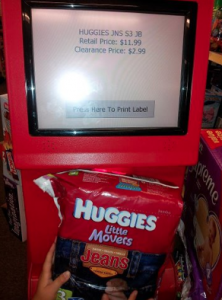 HUGGIES JNS S3 JB
Retail Price: $11.99
Clearance Price: $2.99
Press Here To Print Label
HUGGIES
Little
Movers
Jeans